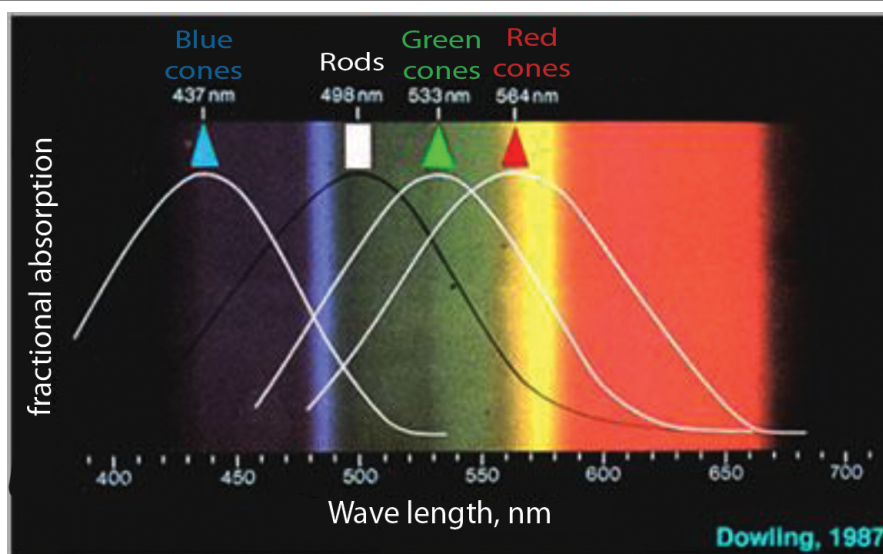 Blue
cones
437 nm
Rods
498 nm
Green
cones
533 nm
Red
cones
564 nm
fractional absorption
400 450 500 550 600 650 700
Wave length, nm
Dowling, 1987